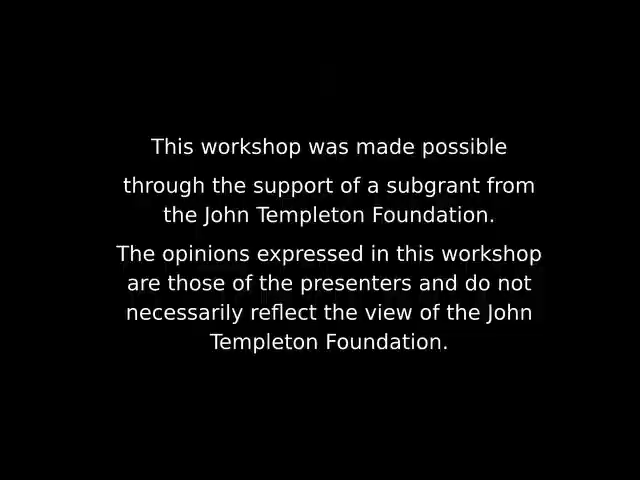 This workshop was made possible
through the support of a subgrant from
the John Templeton Foundation.
The opinions expressed in this workshop
are those of the presenters and do not
necessarily reflect the view of the John
Templeton Foundation.